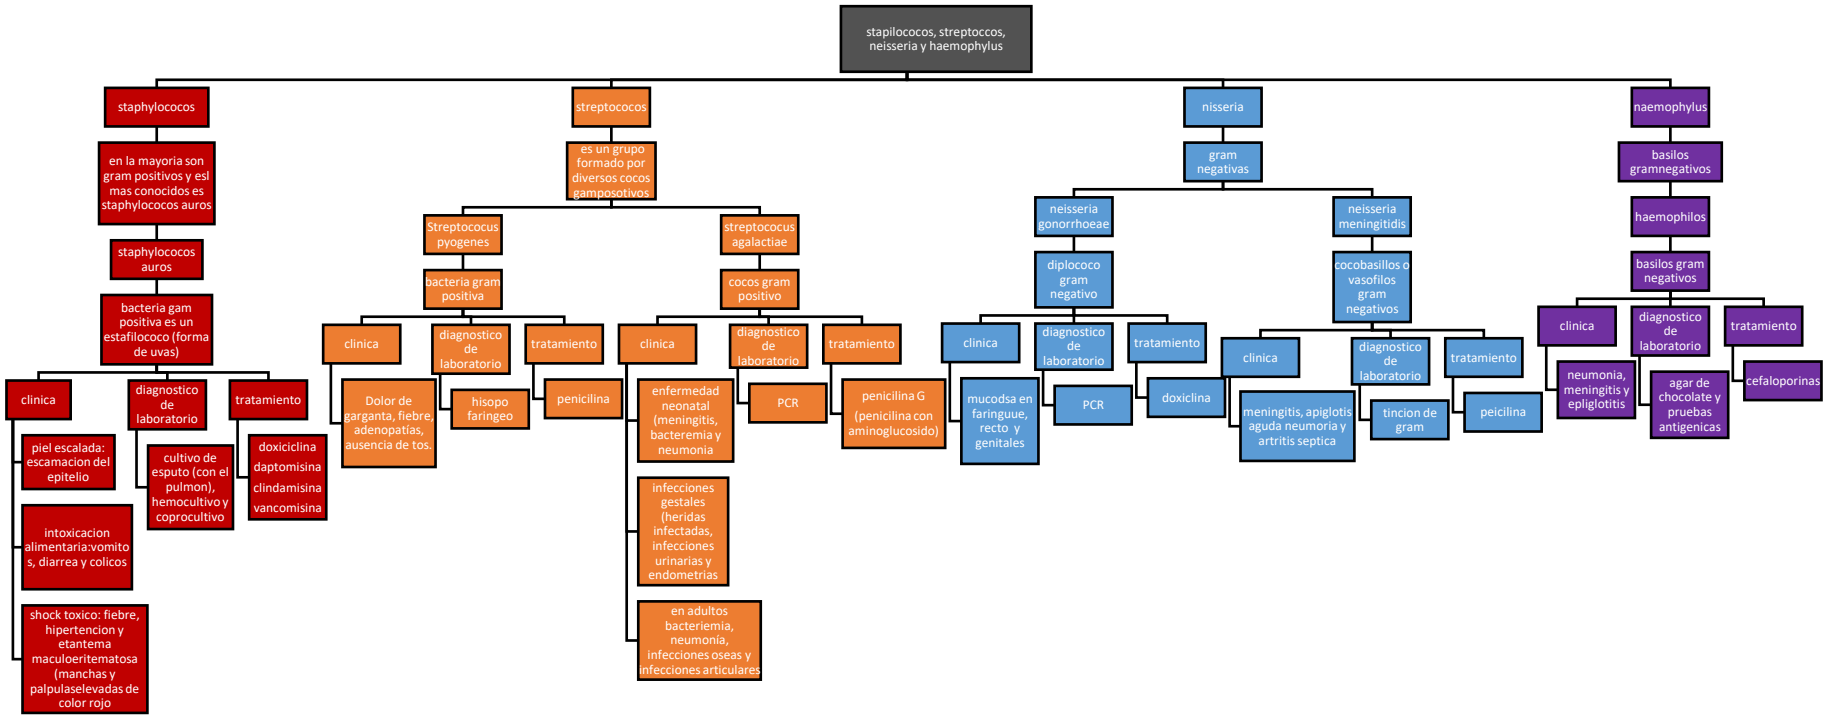 stapilococos, streptoccos,
neisseria y haemophylus
staphylococos
en la mayoria son
gram positivos y esl
mas conocidos es
staphylococos auros
staphylococos
auros
bacteria gam
positiva es un
estafilococo (forma
de uvas)
clinica
piel escalada:
escamacion del
epitelio
intoxicacion
alimentaria:vomito
s, diarrea y colicos
shock toxico: fiebre,
hipertencion y
etantema
maculoeritematosa
(manchas y
palpulaselevadas de
color rojo
diagnostico
de
laboratorio
cultivo de
esputo (con el
pulmon),
hemocultivo y
coprocultivo
tratamiento
doxiciclina
daptomisina
clindamisina
vancomisina
streptococos
es un grupo
formado por
diversos cocos
gamposotivos
Streptococus
pyogenes
bacteria gram
positiva
clinica
Dolor de
garganta, fiebre,
adenopatías,
ausencia de tos.
diagnostico
de
laboratorio
hisopo
faringeo
tratamiento
penicilina
streptococus
agalactiae
cocos gram
positivo
clinica
enfermedad
neonatal
(meningitis,
bacteremia y
neumonia
infecciones
gestales
(heridas
infectadas,
infecciones
urinarias y
endometrias
en adultos
bacteriemia,
neumonía,
infecciones oseas y
infecciones articulares
diagnostico
de
laboratorio
PCR
tratamiento
penicilina G
(penicilina con
aminoglucosido)
nisseria
gram
negativas
neisseria
gonorrhoeae
diplococo
gram
negativo
clinica
mucodsa en
faringuue,
recto y
genitales
diagnostico
de
laboratorio
PCR
tratamiento
doxiclina
neisseria
meningitidis
cocobasillos o
vasofilos
gram
negativos
clinica
meningitis, apiglotis
aguda neumoria y
artritis septica
diagnostico
de
laboratorio
tincion de
gram
tratamiento
peicilina
naemophylus
basilos
gramnegativos
haemophilos
basilos gram
negativos
clinica
neumonia,
meningitis y
epliglotitis
diagnostico
de
laboratorio
agar de
chocolate y
pruebas
antigenicas
tratamiento
cefaloporinas